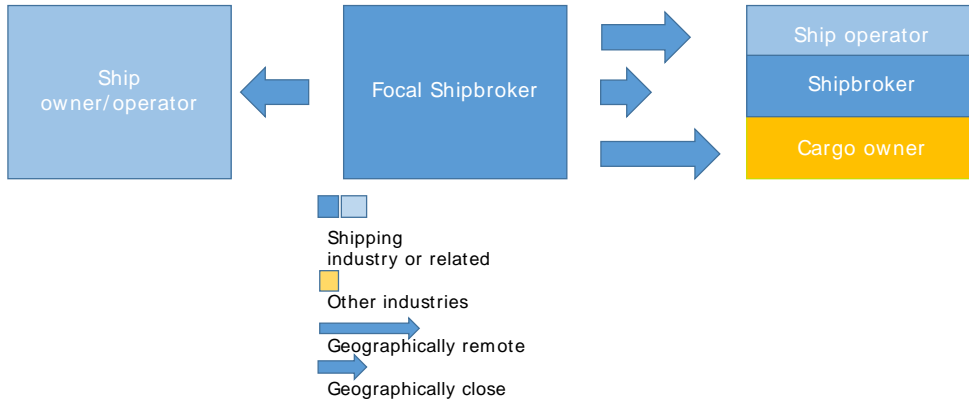 Ship
owner/operator
Focal Shipbroker
Ship operator
Shipbroker
Cargo owner
Shipping
industry or related
Other industries
Geographically remote
Geographically close